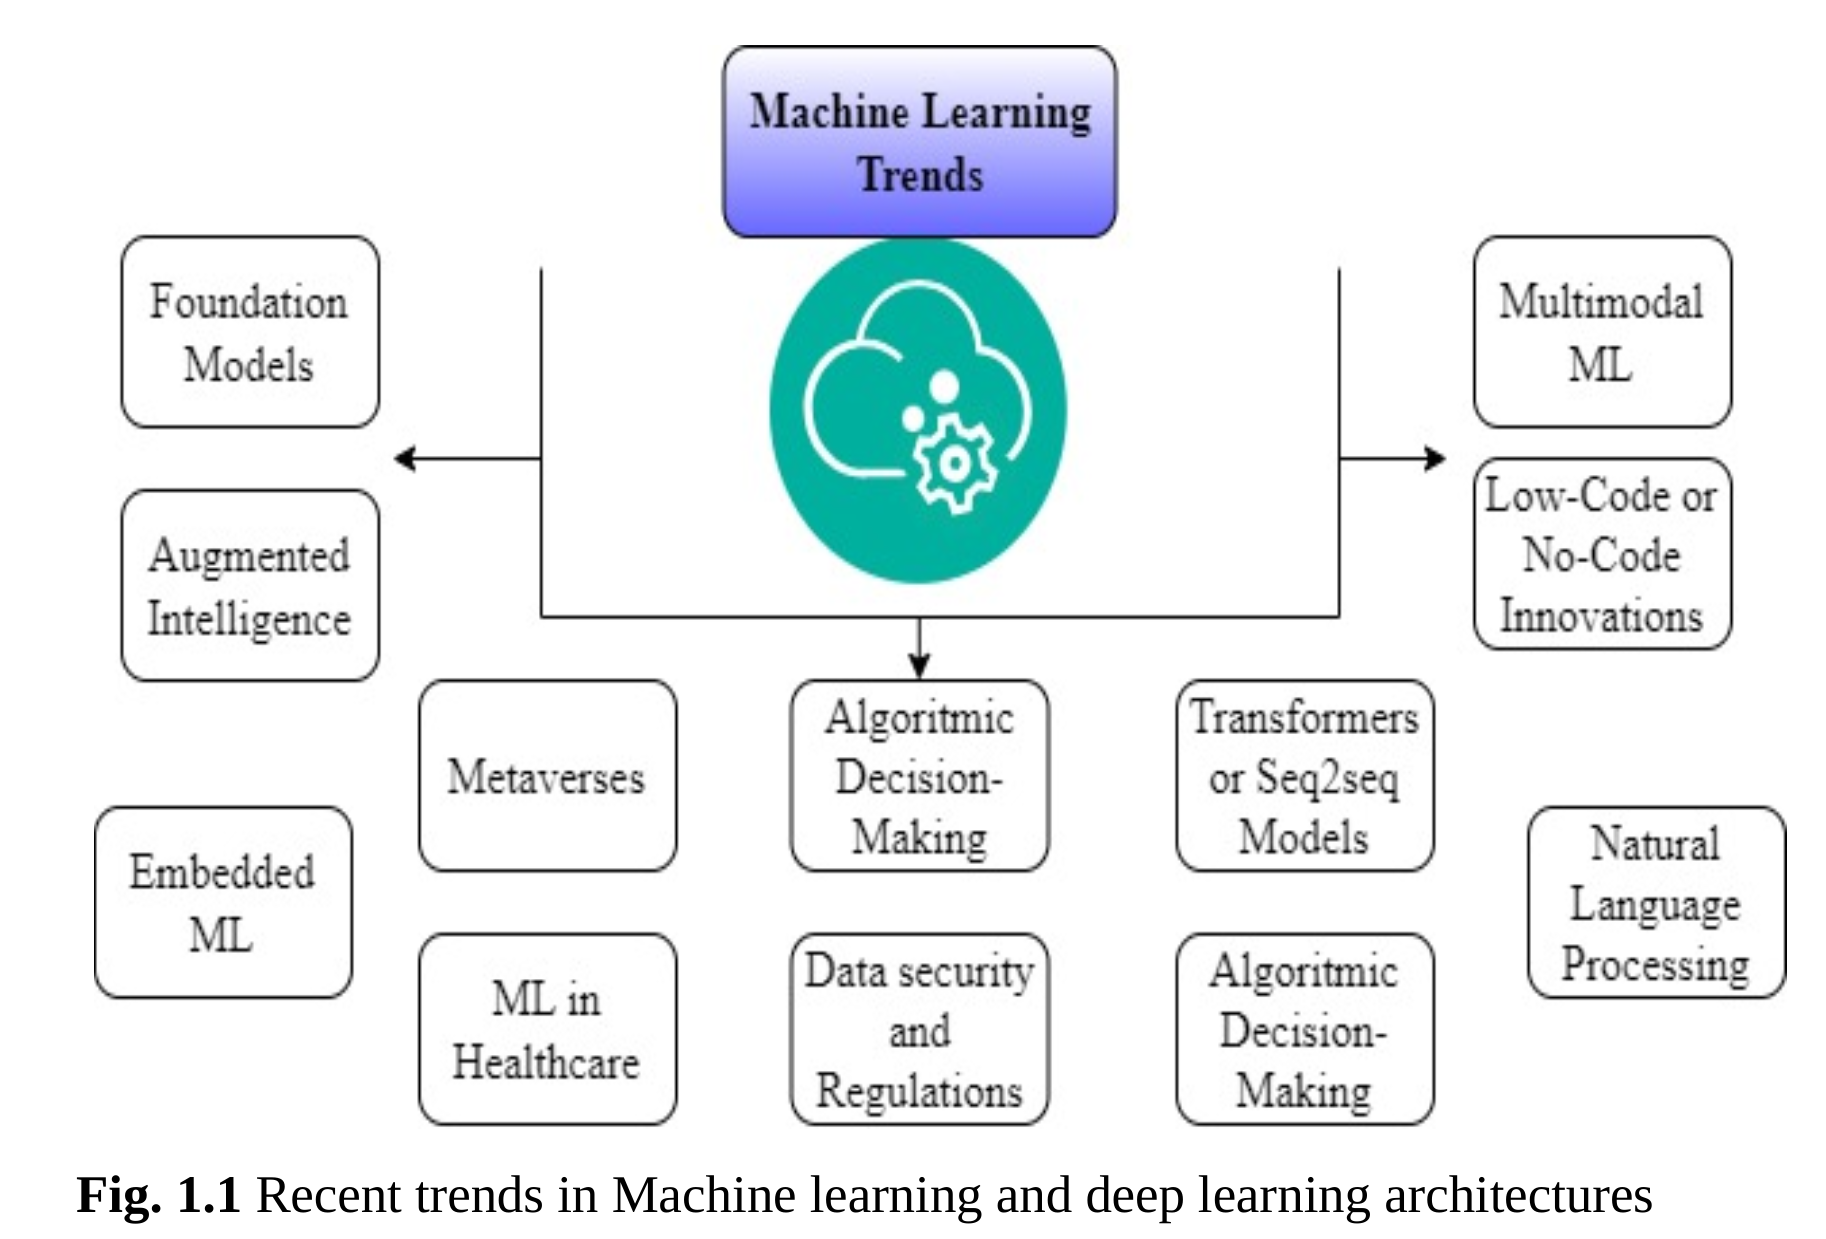 Machine Learning
Trends
Foundation
Models
Multimodal
ML
Augmented
Intelligence
Low-Code or
No-Code
Innovations
Metaverses
Algoritmic
Decision-
Making
Transformers
or Seq2seq
Models
Embedded
ML
Natural
Language
Processing
ML in
Healthcare
Data security
and
Regulations
Algoritmic
Decision-
Making
Fig. 1.1 Recent trends in Machine learning and deep learning architectures